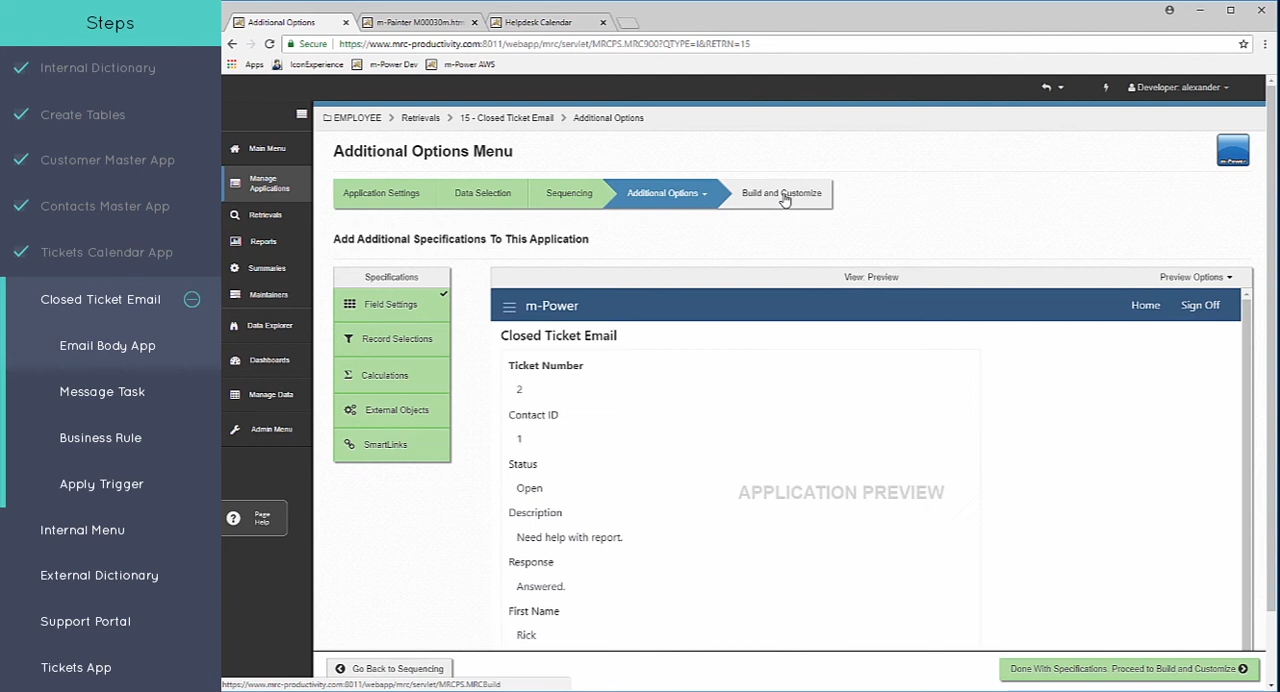 Steps
Internal Dictionary
Create Tables
Customer Master App
Contacts Master App
Tickets Calendar App
Closed Ticket Email
Email Body App
Message Task
Business Rule
Apply Trigger
Internal Menu
External Dictionary
Support Portal
Tickets App
Additional Options
m-Painter M00030m.htm
Helpdesk Calendar
Secure
https://www.mrc-productivity.com:8011/webapp/mrc/servlet/MRCPS.MRC900?QTYPE=I&RETRN=15
Apps
IconExperience
m-Power Dev
m-Power AWS
Developer: alexander
Main Menu
Manage
Applications
Retrievals
Reports
Summaries
Maintainers
Data Explorer
Dashboards
Manage Data
Admin Menu
Page
Help
EMPLOYEE > Retrievals > 15 - Closed Ticket Email > Additional Options
Additional Options Menu
m-Power
Application Settings
Data Selection
Sequencing
Additional Options
Build and Customize
Add Additional Specifications To This Application
Specifications
Field Settings
Record Selections
Calculations
External Objects
SmartLinks
View: Preview
Preview Options
m-Power
Home
Sign Off
Closed Ticket Email
Ticket Number
2
Contact ID
1
Status
Open
Description
Need help with report.
Response
Answered.
First Name
Rick
APPLICATION PREVIEW
Go Back to Sequencing
Done With Specifications. Proceed to Build and Customize
https://www.mrc-productivity.com:8011/webapp/mrc/servlet/MRCPS.MRCBuild